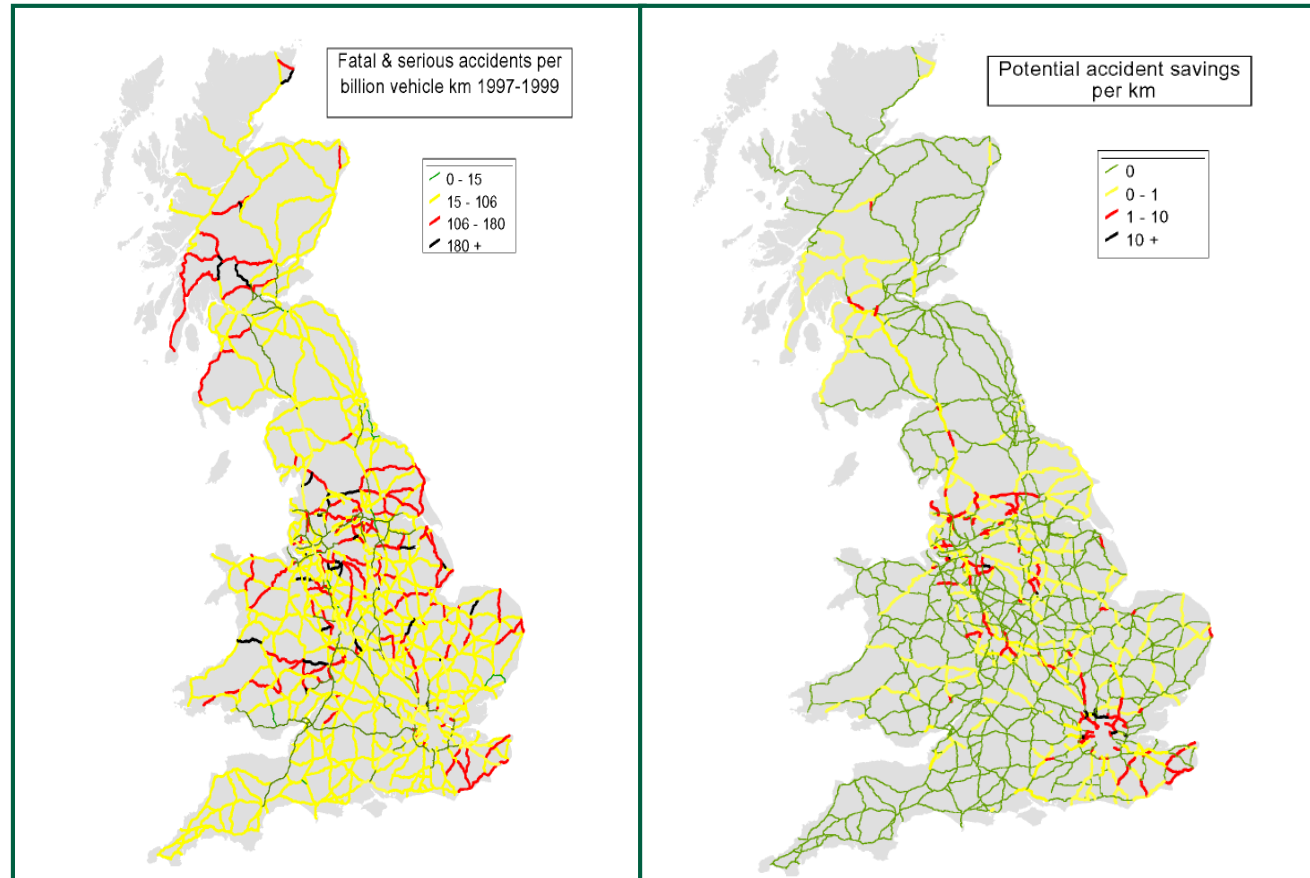 Fatal & serious accidents per
billion vehicle km 1997-1999
0 - 15
15 - 106
106 - 180
180 +
Potential accident savings
per km
0
0 - 1
1 - 10
10 +